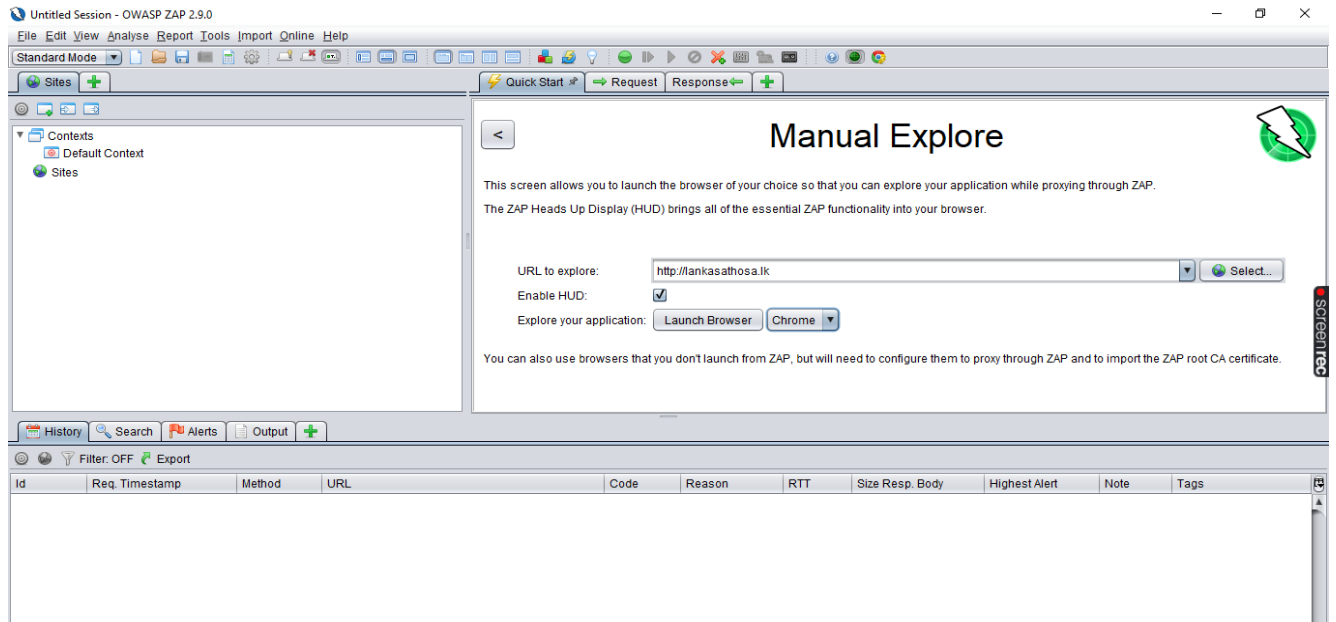 Untitled Session - OWASP ZAP 2.9.0
File Edit View Analyse Report Tools Import Online Help
Standard Mode
Sites
Quick Start Request Response
Contexts
Default Context
Sites
<
Manual Explore
This screen allows you to launch the browser of your choice so that you can explore your application while proxying through ZAP.
The ZAP Heads Up Display (HUD) brings all of the essential ZAP functionality into your browser.
URL to explore: http://lankasathosa.lk Select...
Enable HUD:
Explore your application: Launch Browser Chrome
You can also use browsers that you don't launch from ZAP, but will need to configure them to proxy through ZAP and to import the ZAP root CA certificate.
screenrec
History Search Alerts Output
Filter: OFF Export
Id Req. Timestamp Method URL Code Reason RTT Size Resp. Body Highest Alert Note Tags